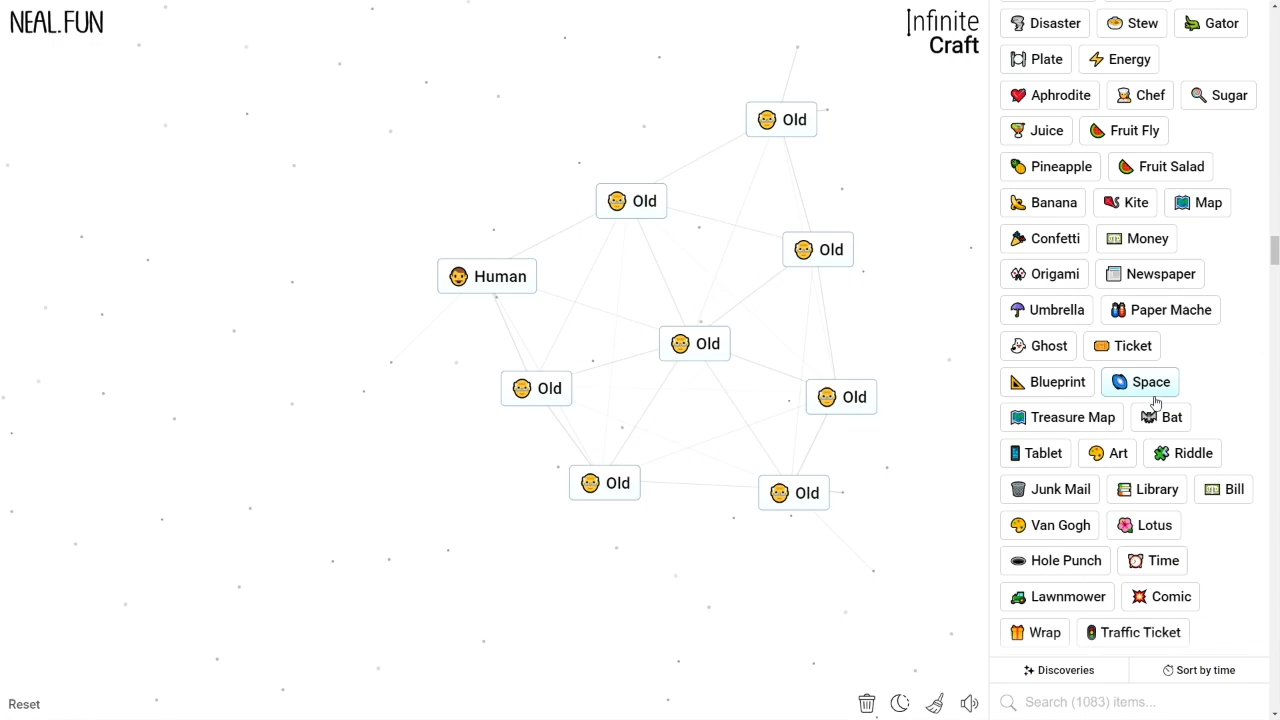 NEAL.FUN
Infinite
Craft
Old
Old
Old
Human
Old
Old
Old
Old
Old
Disaster Stew Gator
Plate Energy
Aphrodite Chef Sugar
Juice Fruit Fly
Pineapple Fruit Salad
Banana Kite Map
Confetti Money
Origami Newspaper
Umbrella Paper Mache
Ghost Ticket
Blueprint Space
Treasure Map Bat
Tablet Art Riddle
Junk Mail Library Bill
Van Gogh Lotus
Hole Punch Time
Lawnmower Comic
Wrap Traffic Ticket
Discoveries Sort by time
Search (1083) items...
Reset